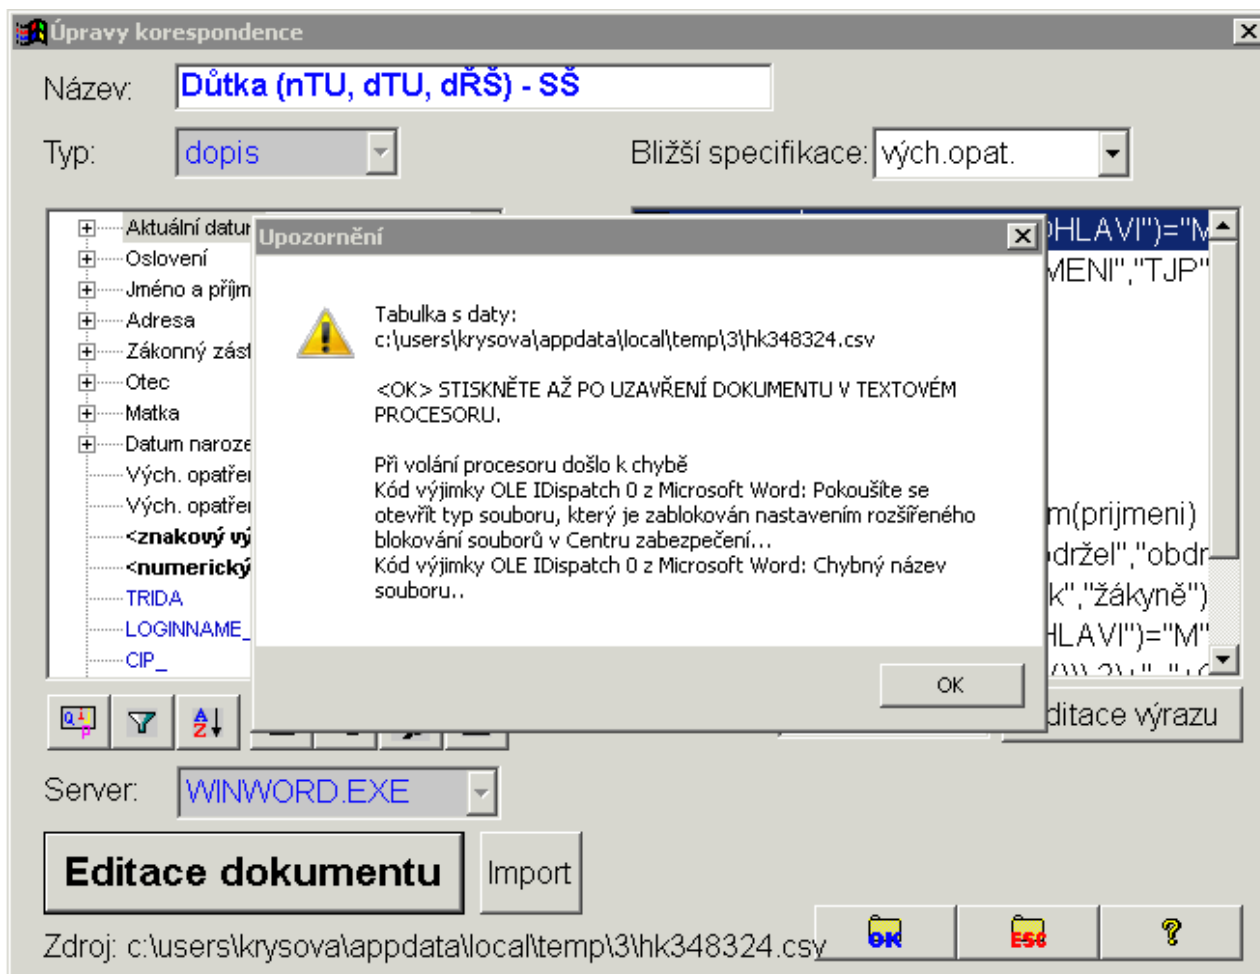 Úpravy korespondence
Název: Důtka (nTU, dTU, dŘŠ) - SŠ
Typ: dopis Bližší specifikace: vých.opat.
Aktuální datu
Oslovení
Jméno a příjm
Adresa
Zákonný zást
Otec
Matka
Datum naroze
Vých. opatře
Vých. opatře
<znakový vý
<numerický
TRIDA
LOGINNAME_
CIP_
OHLAVI")="M
MENI","TJP"
m(prijmeni)
držel","obdr
k","žákyně")
HLAVI")="M"
Upozornění
Tabulka s daty:
c:\users\krysova\appdata\local\temp\3\hk348324.csv
<OK> STISKNĚTE AŽ PO UZAVŘENÍ DOKUMENTU V TEXTOVÉM
PROCESORU.
Při volání procesoru došlo k chybě
Kód výjimky OLE IDispatch 0 z Microsoft Word: Pokoušíte se
otevřít typ souboru, který je zablokován nastavením rozšířeného
blokování souborů v Centru zabezpečení...
Kód výjimky OLE IDispatch 0 z Microsoft Word: Chybný název
souboru..
OK
ditace výrazu
Server: WINWORD.EXE
Editace dokumentu Import
Zdroj: c:\users\krysova\appdata\local\temp\3\hk348324.csv
OK ESC ?